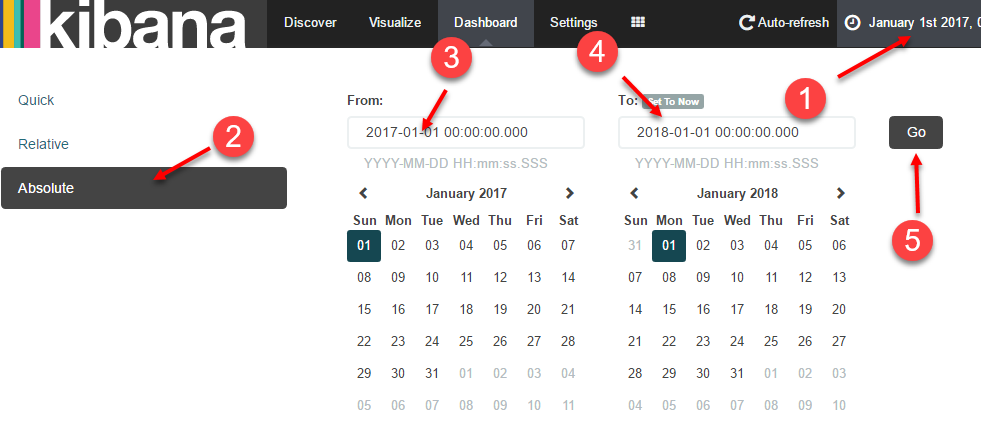 kibana Discover Visualize Dashboard Settings Auto-refresh January 1st 2017, 0
3 4 1
Quick From: To: Set To Now
2 2017-01-01 00:00:00.000 2018-01-01 00:00:00.000 Go
Relative
YYYY-MM-DD HH:mm:ss.SSS YYYY-MM-DD HH:mm:ss.SSS
Absolute January 2017 January 2018
Sun Mon Tue Wed Thu Fri Sat Sun Mon Tue Wed Thu Fri Sat
01 02 03 04 05 06 07 31 01 02 03 04 05 06
5
08 09 10 11 12 13 14 07 08 09 10 11 12 13
15 16 17 18 19 20 21 14 15 16 17 18 19 20
22 23 24 25 26 27 28 21 22 23 24 25 26 27
29 30 31 01 02 03 04 28 29 30 31 01 02 03
05 06 07 08 09 10 11 04 05 06 07 08 09 10